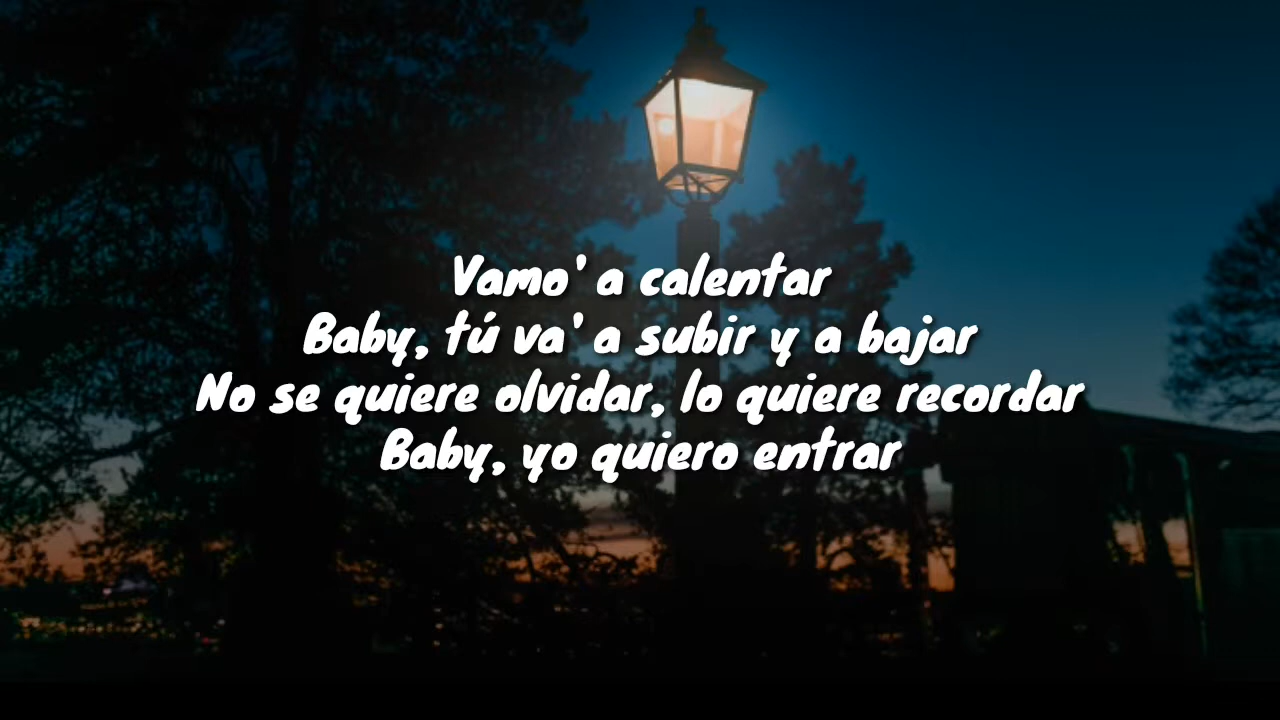 Vamo' a calentar
Baby, tú va' a subir y a bajar
No se quiere olvidar, lo quiere recordar
Baby, yo quiero entrar